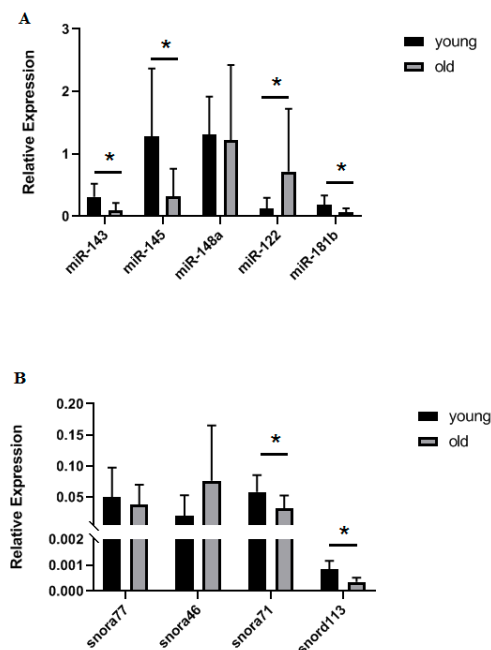 A
Relative Expression
3
2
1
0
* * * *
young
old
miR-143 miR-145 miR-148a miR-122 miR-181b
B
Relative Expression
0.20
0.15
0.10
0.05
0.002
0.001
0.000
* *
young
old
snora77 snora46 snora71 snord113